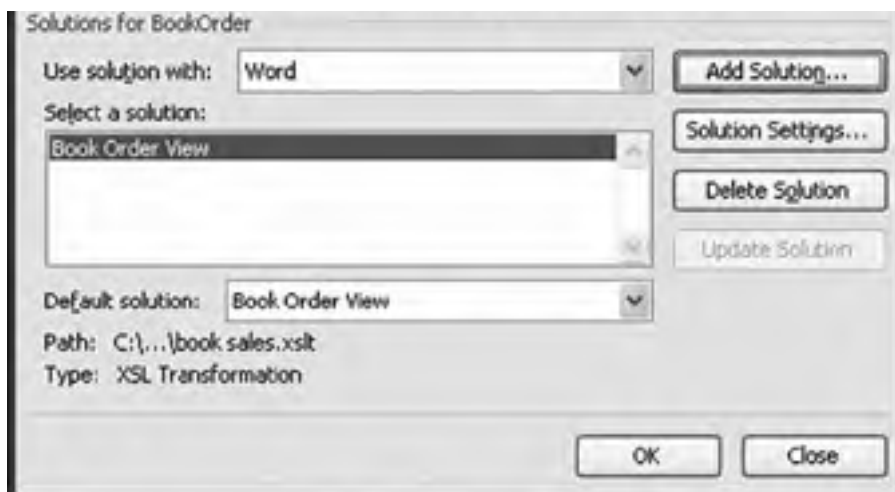 Solutions for BookOrder
Use solution with: Word
Add Solution...
Select a solution:
Book Order View
Solution Settings...
Delete Solution
Update Solution
Default solution: Book Order View
Path: C:\...\book sales.xslt
Type: XSL Transformation
OK Close